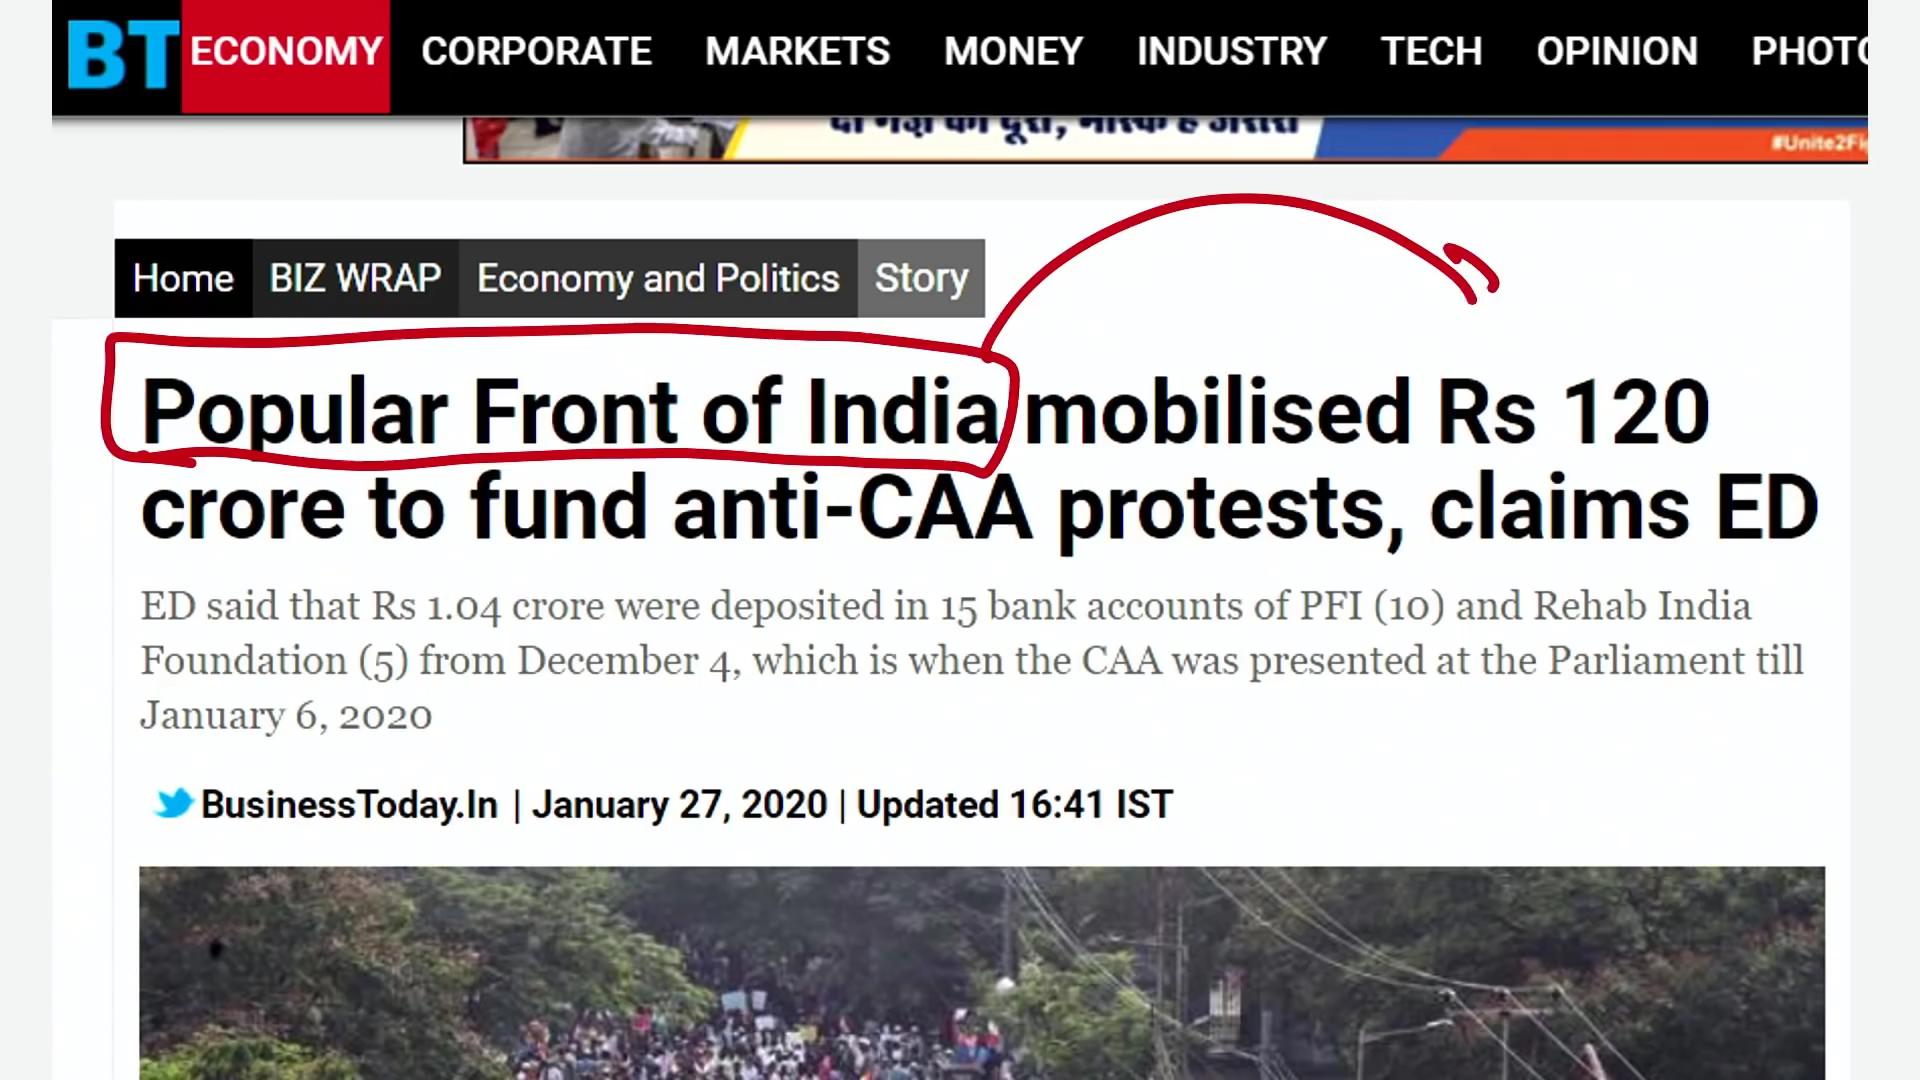 BT ECONOMY CORPORATE MARKETS MONEY INDUSTRY TECH OPINION
दो गज़ की दूरी, मास्क है जरूरी
Home BIZ WRAP Economy and Politics Story
Popular Front of India mobilised Rs 120
crore to fund anti-CAA protests, claims ED
ED said that Rs 1.04 crore were deposited in 15 bank accounts of PFI (10) and Rehab India
Foundation (5) from December 4, which is when the CAA was presented at the Parliament till
January 6, 2020
BusinessToday.In | January 27, 2020 | Updated 16:41 IST